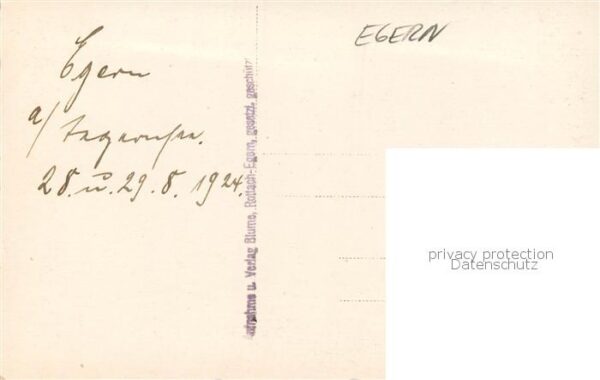 Egern
a/
Tegernsee.
28. u. 29. 8. 1924.
Aufnahme u. Verlag Blume, Rottach-Egern, gesetzl. geschützt
EGERN
privacy protection
Datenschutz